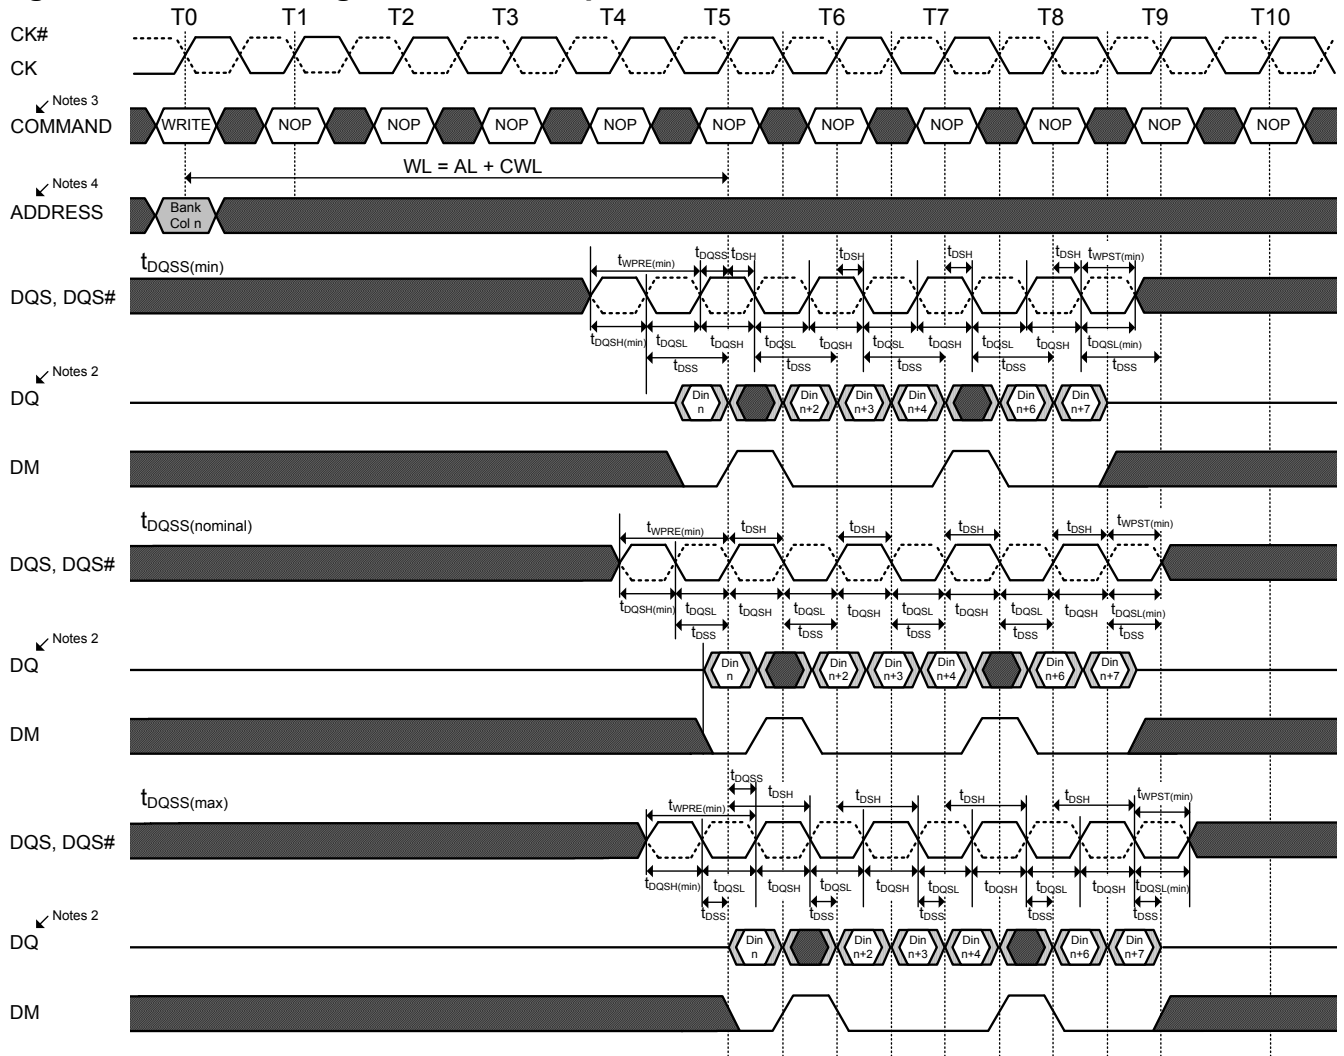 T0 T1 T2 T3 T4 T5 T6 T7 T8 T9 T10
CK#
CK
Notes 3
COMMAND WRITE NOP NOP NOP NOP NOP NOP NOP NOP NOP NOP
WL = AL + CWL
Notes 4
ADDRESS Bank Col n
tDQSS(min)
tWPRE(min) tDQSS tDSH tDSH tDSH tDSH tWPST(min)
DQS, DQS#
tDQSH(min) tDQSL tDQSH tDQSL tDQSH tDQSL tDQSH tDQSL tDQSH tDQSL(min)
tDSS tDSS tDSS tDSS tDSS
Notes 2
DQ Din n Din n+2 Din n+3 Din n+4 Din n+6 Din n+7
DM
tDQSS(nominal)
tWPRE(min) tDSH tDSH tDSH tDSH tWPST(min)
DQS, DQS#
tDQSH(min) tDQSL tDQSH tDQSL tDQSH tDQSL tDQSH tDQSL tDQSH tDQSL(min)
tDSS tDSS tDSS tDSS tDSS
Notes 2
DQ Din n Din n+2 Din n+3 Din n+4 Din n+6 Din n+7
DM
tDQSS
tDQSS(max)
tWPRE(min) tDSH tDSH tDSH tDSH tWPST(min)
DQS, DQS#
tDQSH(min) tDQSL tDQSH tDQSL tDQSH tDQSL tDQSH tDQSL tDQSH tDQSL(min)
tDSS tDSS tDSS tDSS tDSS
Notes 2
DQ Din n Din n+2 Din n+3 Din n+4 Din n+6 Din n+7
DM